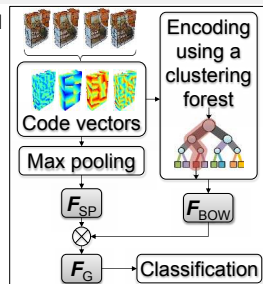 Encoding
using a
clustering
forest
Code vectors
Max pooling
F_SP
F_BOW
F_G
Classification